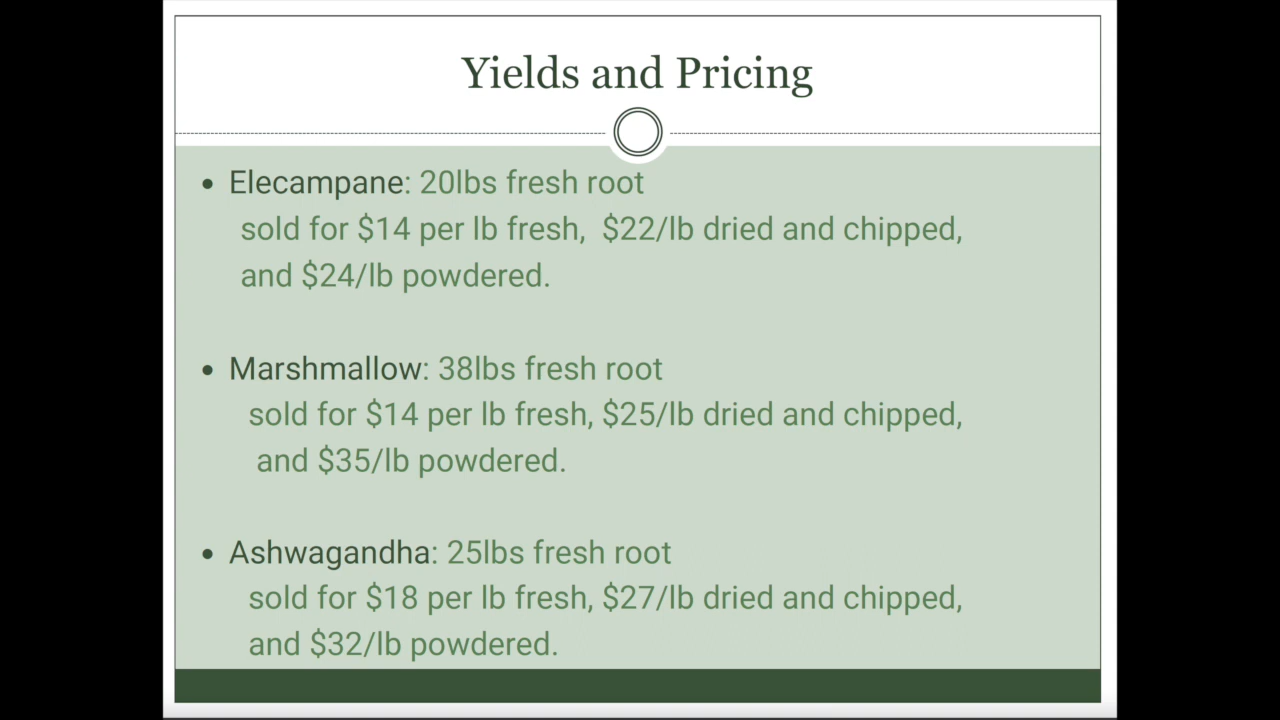 Yields and Pricing
• Elecampane: 20lbs fresh root
sold for $14 per lb fresh, $22/lb dried and chipped,
and $24/lb powdered.
• Marshmallow: 38lbs fresh root
sold for $14 per lb fresh, $25/lb dried and chipped,
and $35/lb powdered.
• Ashwagandha: 25lbs fresh root
sold for $18 per lb fresh, $27/lb dried and chipped,
and $32/lb powdered.